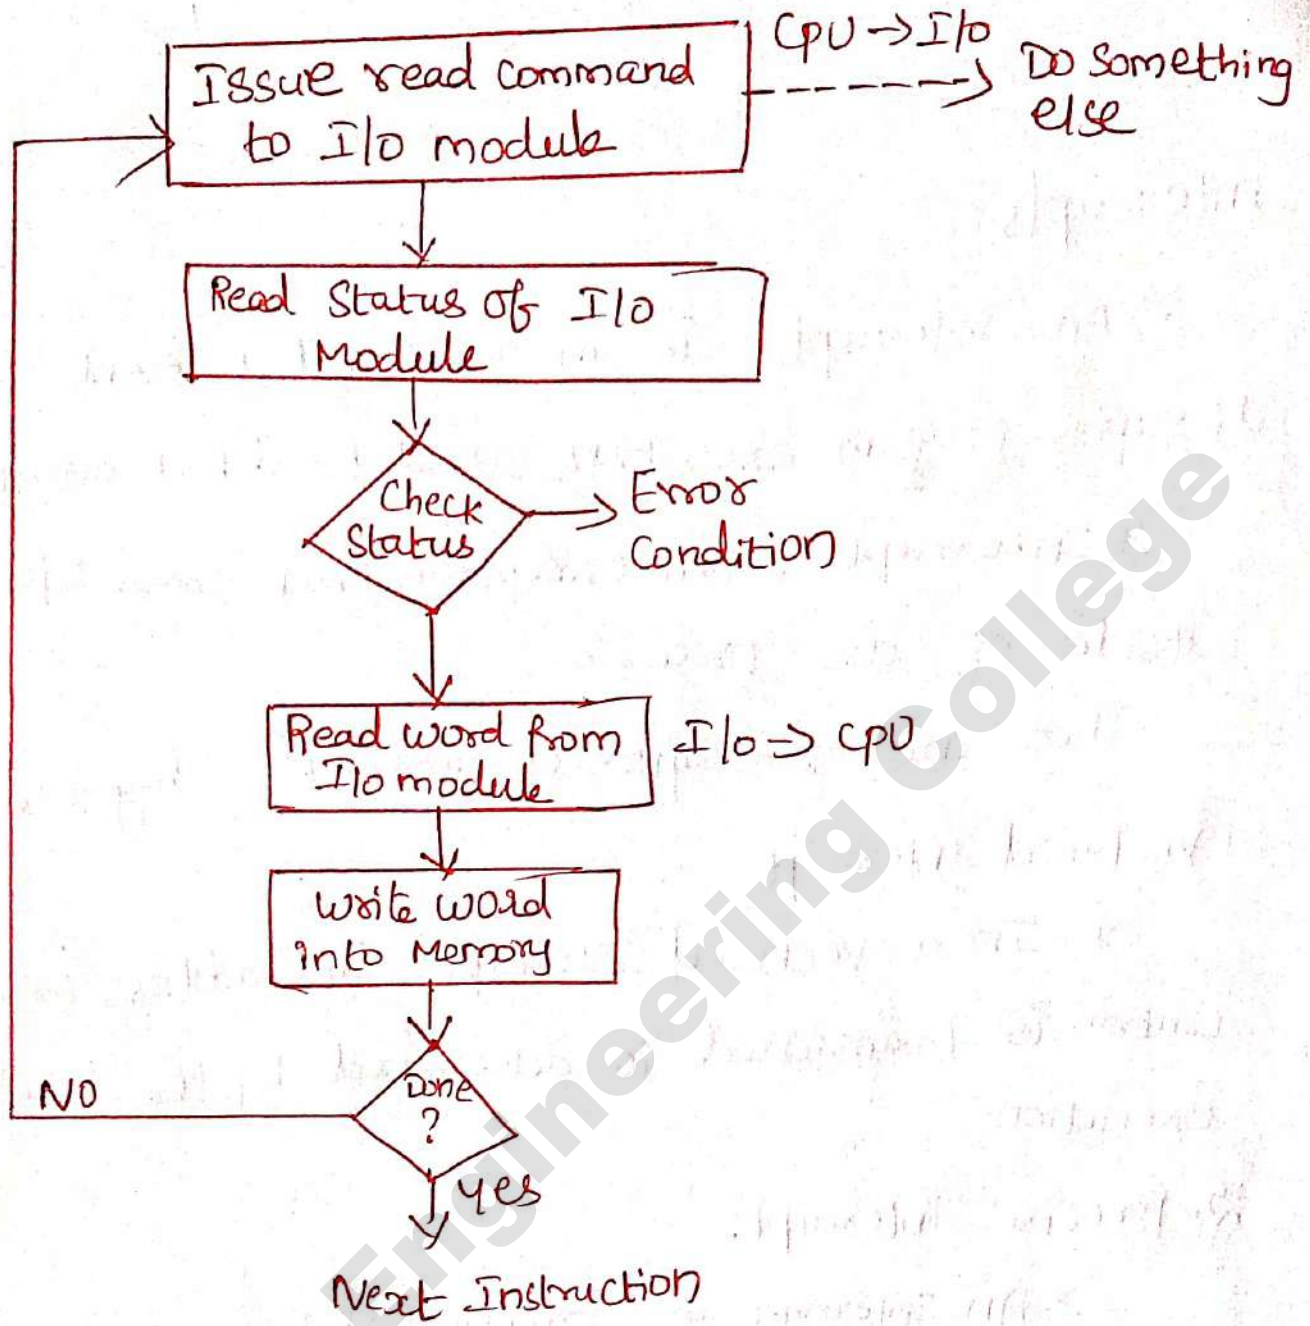 Issue read command
to I/O module
CPU → I/O
Do Something
else
Read Status of I/O
Module
Check
Status
Error
Condition
Read word from
I/O module
I/O → CPU
Write word
into Memory
Done
?
NO
yes
Next Instruction
Engineering College